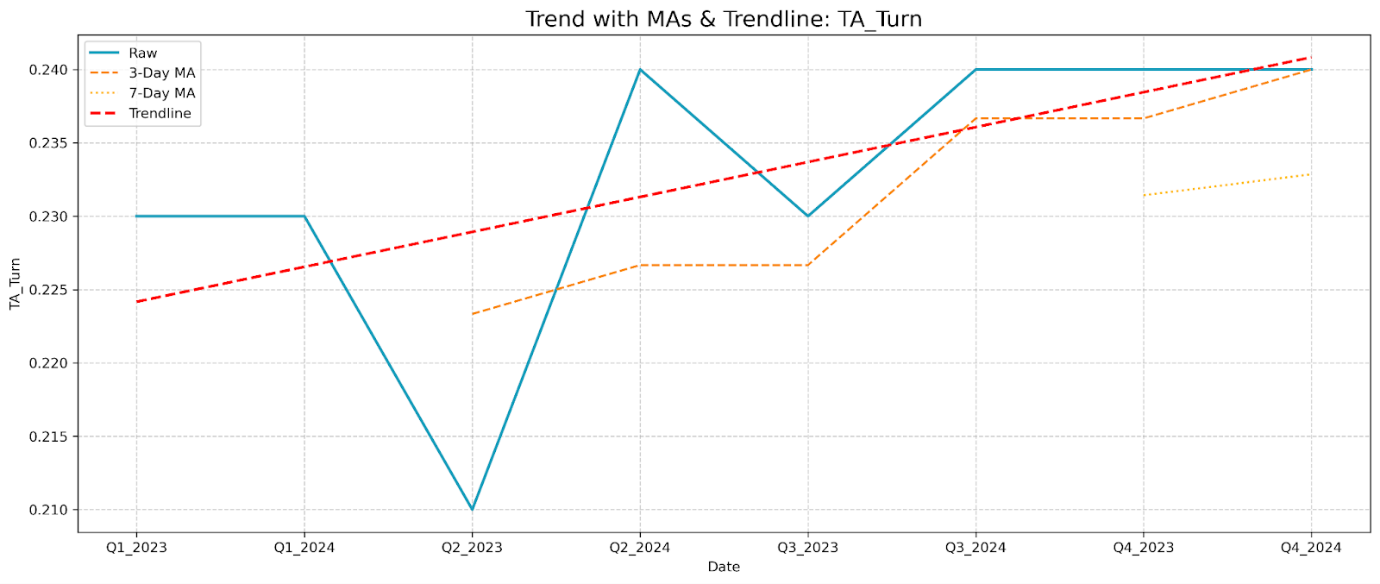 Trend with MAs & Trendline: TA_Turn
Raw
3-Day MA
7-Day MA
Trendline
0.240
0.235
0.230
0.225
0.220
0.215
0.210
TA_Turn
Q1_2023 Q1_2024 Q2_2023 Q2_2024 Q3_2023 Q3_2024 Q4_2023 Q4_2024
Date